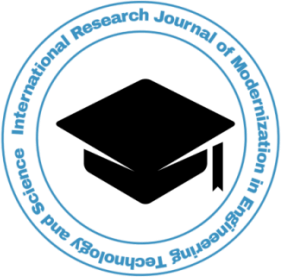 International Research Journal of Modernization in Engineering Technology and Science